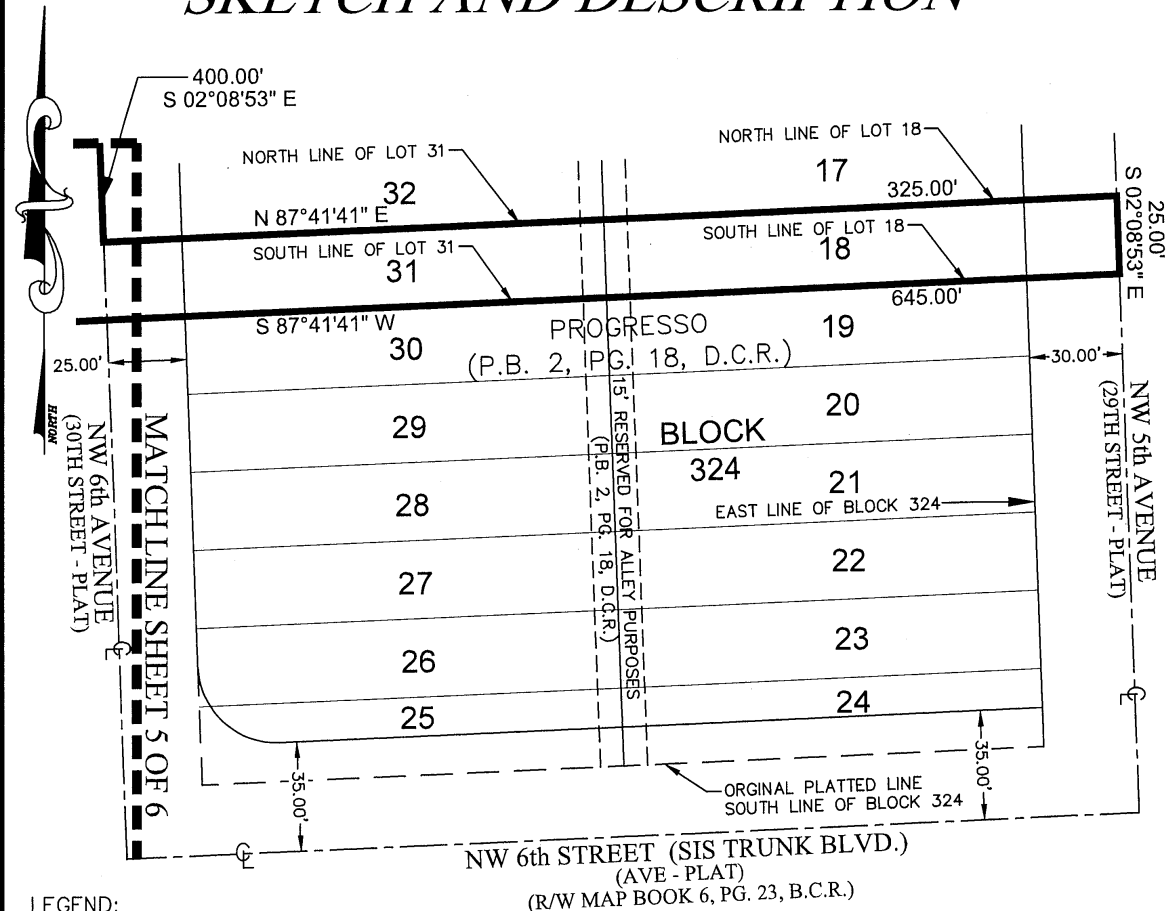 SKETCH AND DESCRIPTION
400.00'
S 02°08'53" E
NORTH LINE OF LOT 31
NORTH LINE OF LOT 18
17
32
325.00'
N 87°41'41" E
SOUTH LINE OF LOT 18
18
SOUTH LINE OF LOT 31
31
25.00'
S 02°08'53" E
645.00'
S 87°41'41" W
PROGRESSO
(P.B. 2, PG. 18, D.C.R.)
19
30
25.00'
30.00'
NORTH
NW 6th AVENUE
(30TH STREET - PLAT)
MATCH LINE SHEET 5 OF 6
29
15' RESERVED FOR ALLEY PURPOSES
(P.B. 2, PG. 18, D.C.R.)
BLOCK
324
20
NW 5th AVENUE
(29TH STREET - PLAT)
28
21
EAST LINE OF BLOCK 324
27
22
26
23
25
24
CL
CL
35.00'
35.00'
ORGINAL PLATTED LINE
SOUTH LINE OF BLOCK 324
CL
NW 6th STREET (SIS TRUNK BLVD.)
(AVE - PLAT)
(R/W MAP BOOK 6, PG. 23, B.C.R.)
LEGEND: